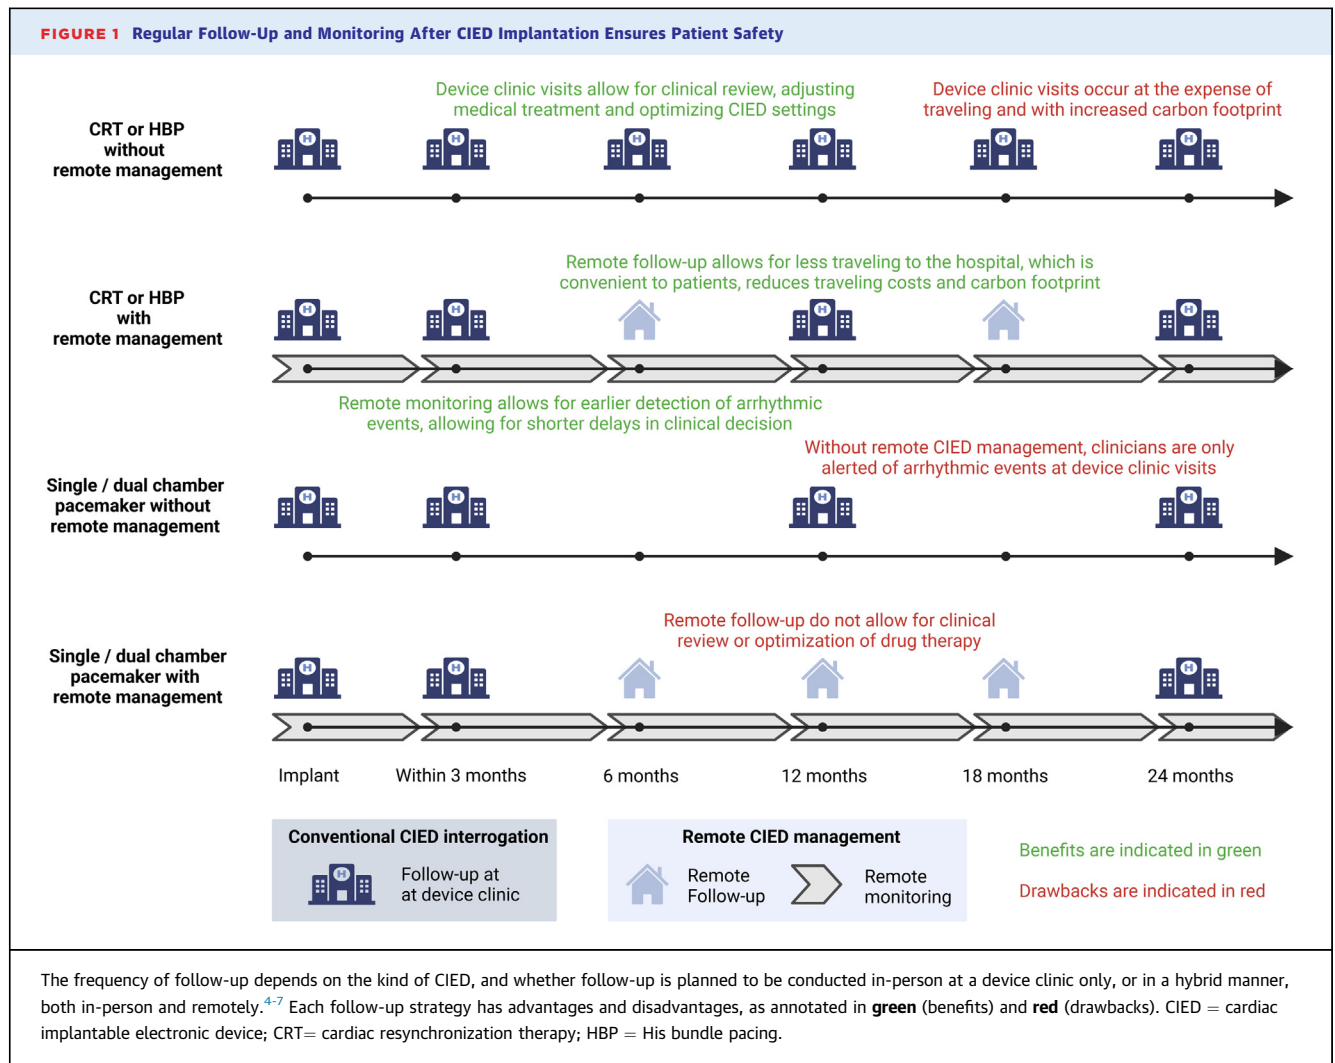 FIGURE 1 Regular Follow-Up and Monitoring After CIED Implantation Ensures Patient Safety
Device clinic visits allow for clinical review, adjusting
medical treatment and optimizing CIED settings
Device clinic visits occur at the expense of
traveling and with increased carbon footprint
CRT or HBP
without
remote management
H H H H H H
Remote follow-up allows for less traveling to the hospital, which is
convenient to patients, reduces traveling costs and carbon footprint
CRT or HBP
with
remote management
H H H H
Remote monitoring allows for earlier detection of arrhythmic
events, allowing for shorter delays in clinical decision
Without remote CIED management, clinicians are only
alerted of arrhythmic events at device clinic visits
Single / dual chamber
pacemaker without
remote management
H H H H
Remote follow-up do not allow for clinical
review or optimization of drug therapy
Single / dual chamber
pacemaker with
remote management
H H H
Implant Within 3 months 6 months 12 months 18 months 24 months
Conventional CIED interrogation
H
Follow-up at
at device clinic
Remote CIED management
Remote
Follow-up
Remote
monitoring
Benefits are indicated in green
Drawbacks are indicated in red
The frequency of follow-up depends on the kind of CIED, and whether follow-up is planned to be conducted in-person at a device clinic only, or in a hybrid manner,
both in-person and remotely.4-7 Each follow-up strategy has advantages and disadvantages, as annotated in green (benefits) and red (drawbacks). CIED = cardiac
implantable electronic device; CRT= cardiac resynchronization therapy; HBP = His bundle pacing.